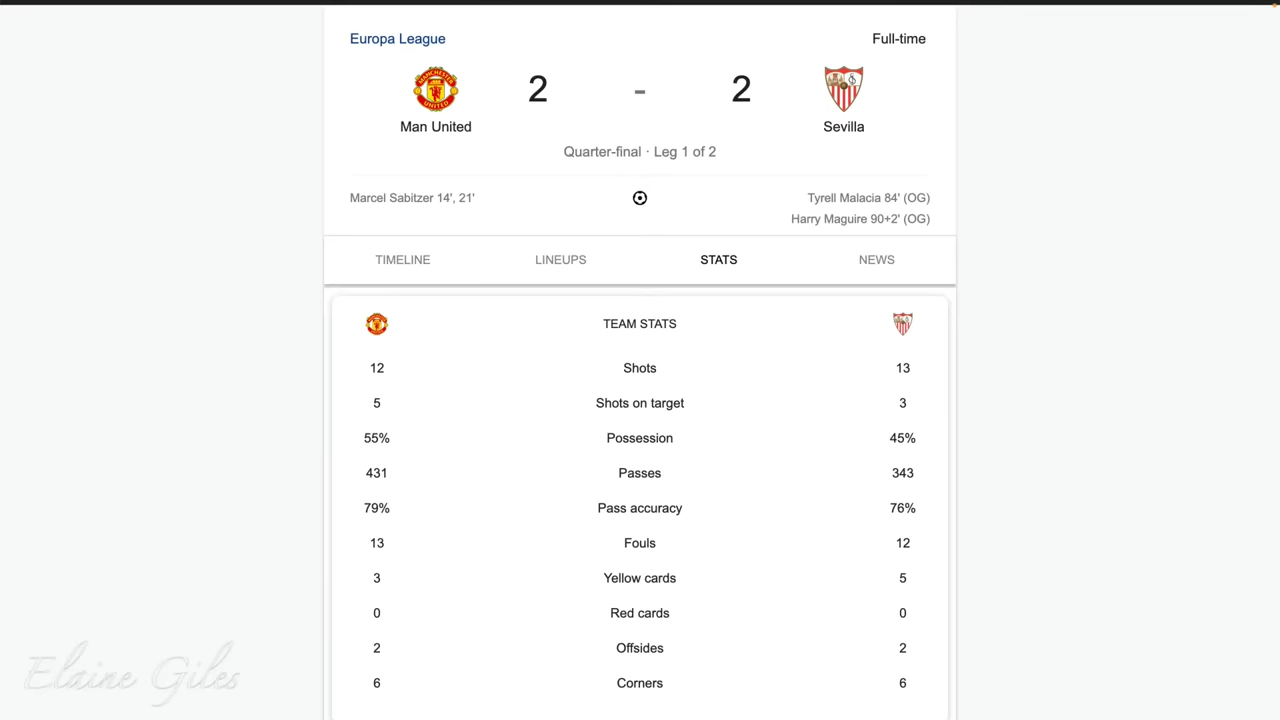 Europa League Full-time
2 - 2
Man United Sevilla
Quarter-final · Leg 1 of 2
Marcel Sabitzer 14', 21' Tyrell Malacia 84' (OG)
Harry Maguire 90+2' (OG)
TIMELINE LINEUPS STATS NEWS
TEAM STATS
12 Shots 13
5 Shots on target 3
55% Possession 45%
431 Passes 343
79% Pass accuracy 76%
13 Fouls 12
3 Yellow cards 5
0 Red cards 0
2 Offsides 2
6 Corners 6
Elaine Giles